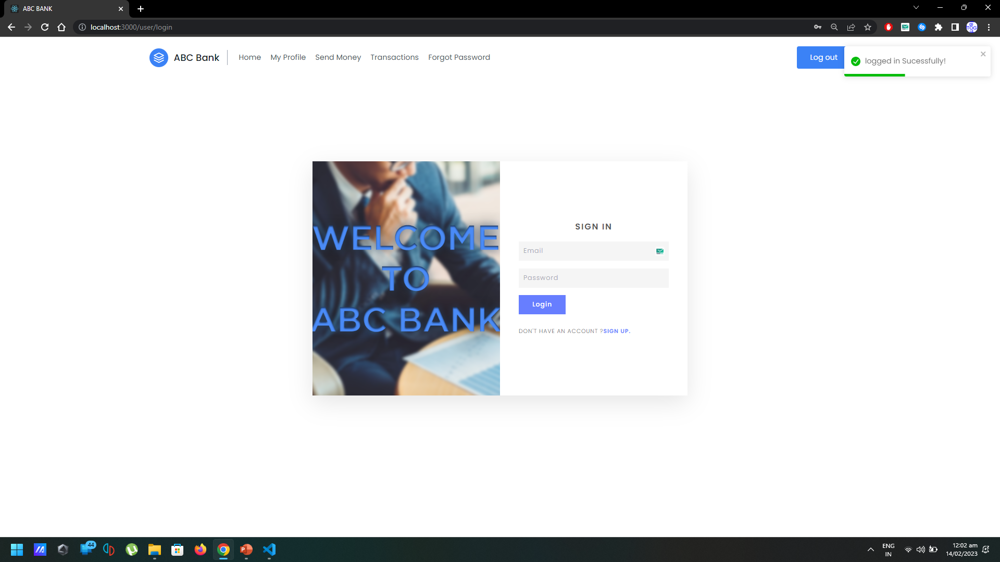 ABC BANK
localhost:3000/user/login
TOG
ABC Bank
Home
My Profile
Send Money
Transactions
Forgot Password
Log out
logged in Sucessfully!
WELCOME
TO
ABC BANK
SIGN IN
Email
Password
Login
DON'T HAVE AN ACCOUNT ?SIGN UP.
44
ENG
IN
12:02 am
14/02/2023